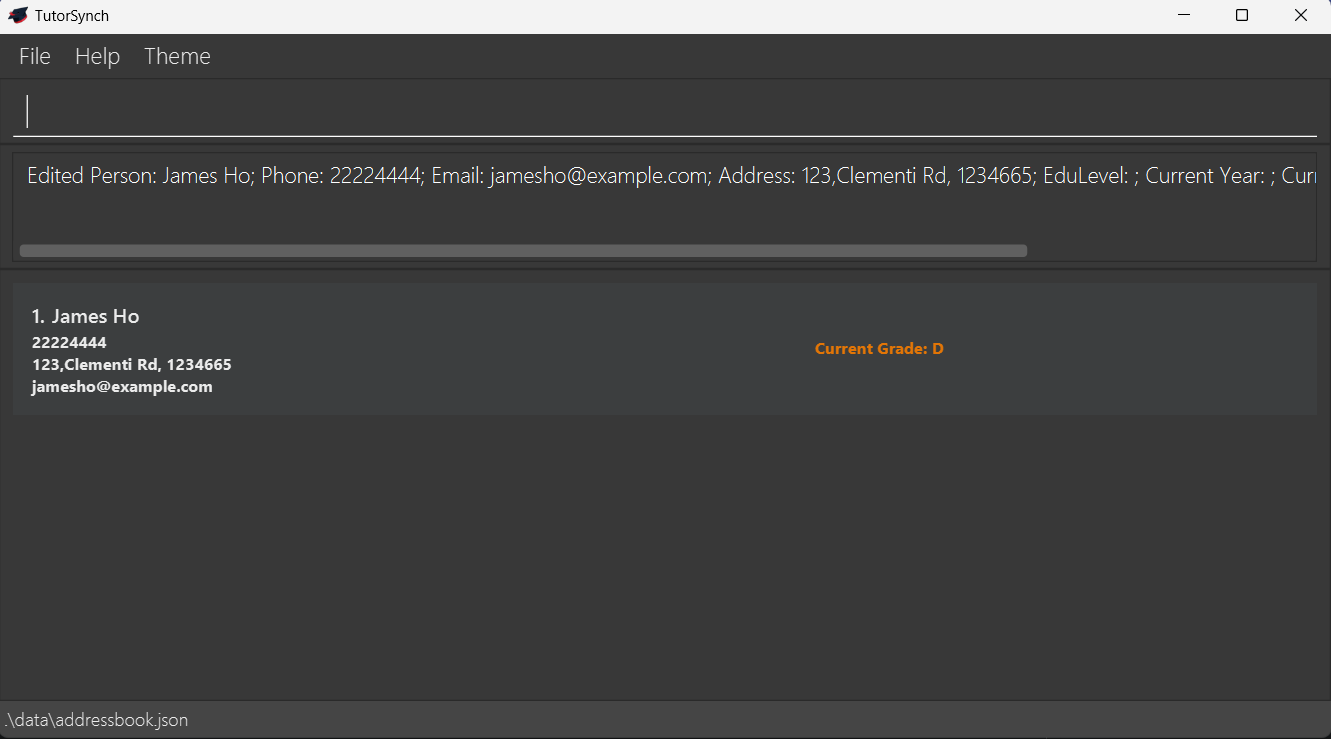 TutorSynch
File Help Theme
Edited Person: James Ho; Phone: 22224444; Email: jamesho@example.com; Address: 123,Clementi Rd, 1234665; EduLevel: ; Current Year: ;
1. James Ho
22224444
123,Clementi Rd, 1234665
jamesho@example.com
Current Grade: D
.\data\addressbook.json